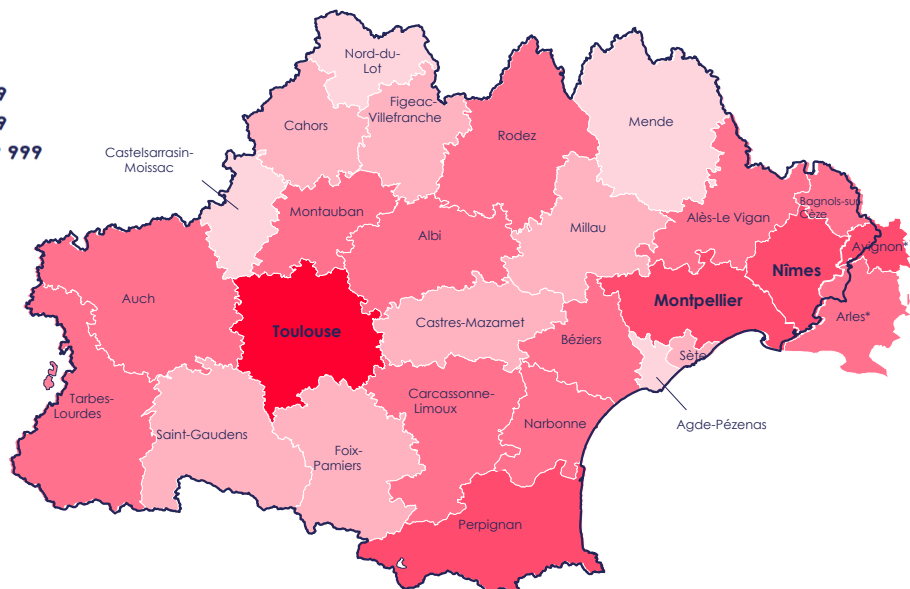 Nord-du-
Lot
9
9
999
Figeac-
Villefranche
Cahors
Rodez
Mende
Castelsarrasin-
Moissac
Montauban
Albi
Millau
Alès-Le Vigan
Bagnols-sur-
Cèze
Avignon*
Nîmes
Auch
Toulouse
Castres-Mazamet
Montpellier
Béziers
Arles*
Sète
Tarbes-
Lourdes
Saint-Gaudens
Foix-
Pamiers
Carcassonne-
Limoux
Narbonne
Agde-Pézenas
Perpignan